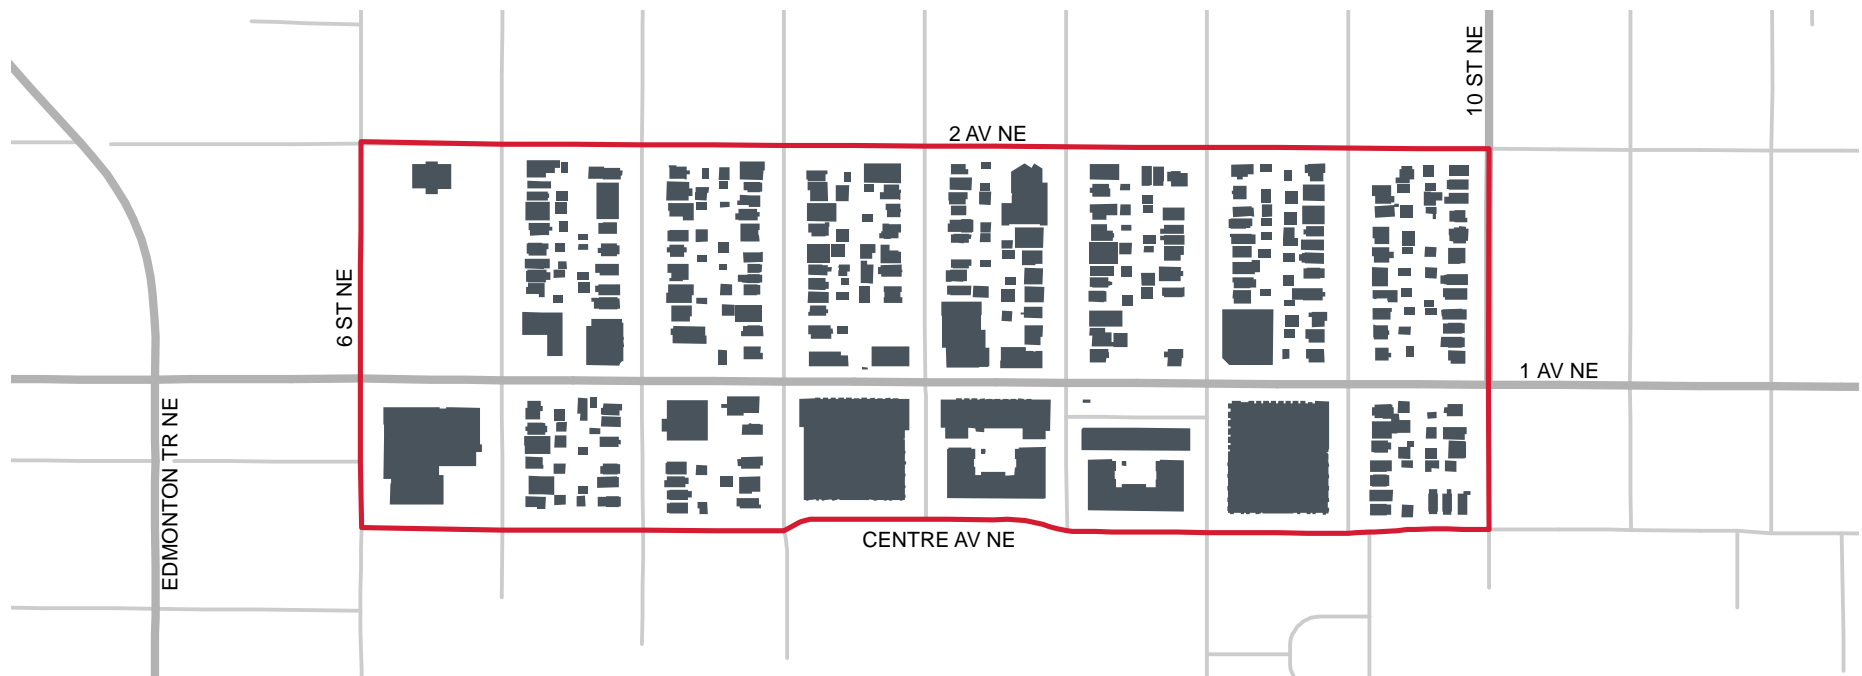 10 ST NE
2 AV NE
6 ST NE
1 AV NE
EDMONTON TR NE
CENTRE AV NE